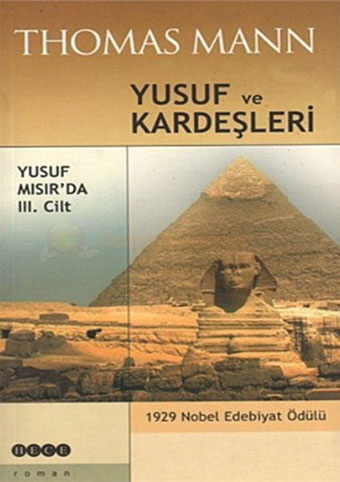 THOMAS MANN
YUSUF ve
KARDEŞLERİ
YUSUF
MISIR'DA
III. Cilt
1929 Nobel Edebiyat Ödülü
HECE
roman